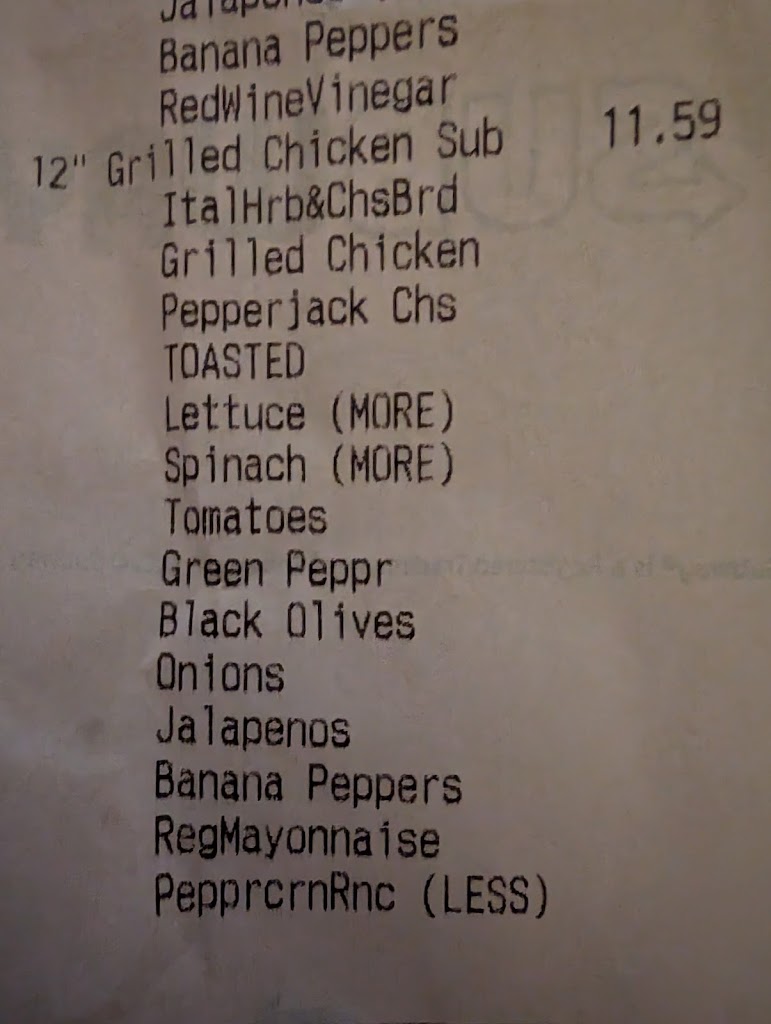 Banana Peppers
RedWineVinegar
12" Grilled Chicken Sub 11.59
ItalHrb&ChsBrd
Grilled Chicken
Pepperjack Chs
TOASTED
Lettuce (MORE)
Spinach (MORE)
Tomatoes
Green Peppr
Black Olives
Onions
Jalapenos
Banana Peppers
RegMayonnaise
PepprcrnRnc (LESS)